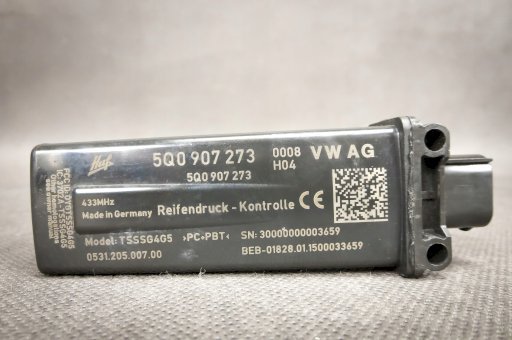 Huf
5Q0 907 273 0008 VW AG
H04
5Q0 907 273
433MHz
Made in Germany Reifendruck - Kontrolle CE
Model: TSSSG4G5 >PC+PBT< SN: 30000000003659
0531.205.007.00 BEB-01828.01.1500033659